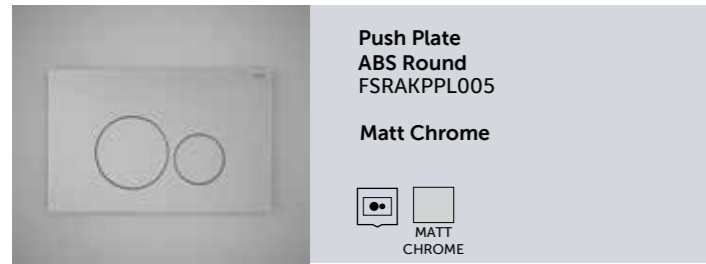 Push Plate
ABS Round
FSRAKPPL005
Matt Chrome
MATT
CHROME